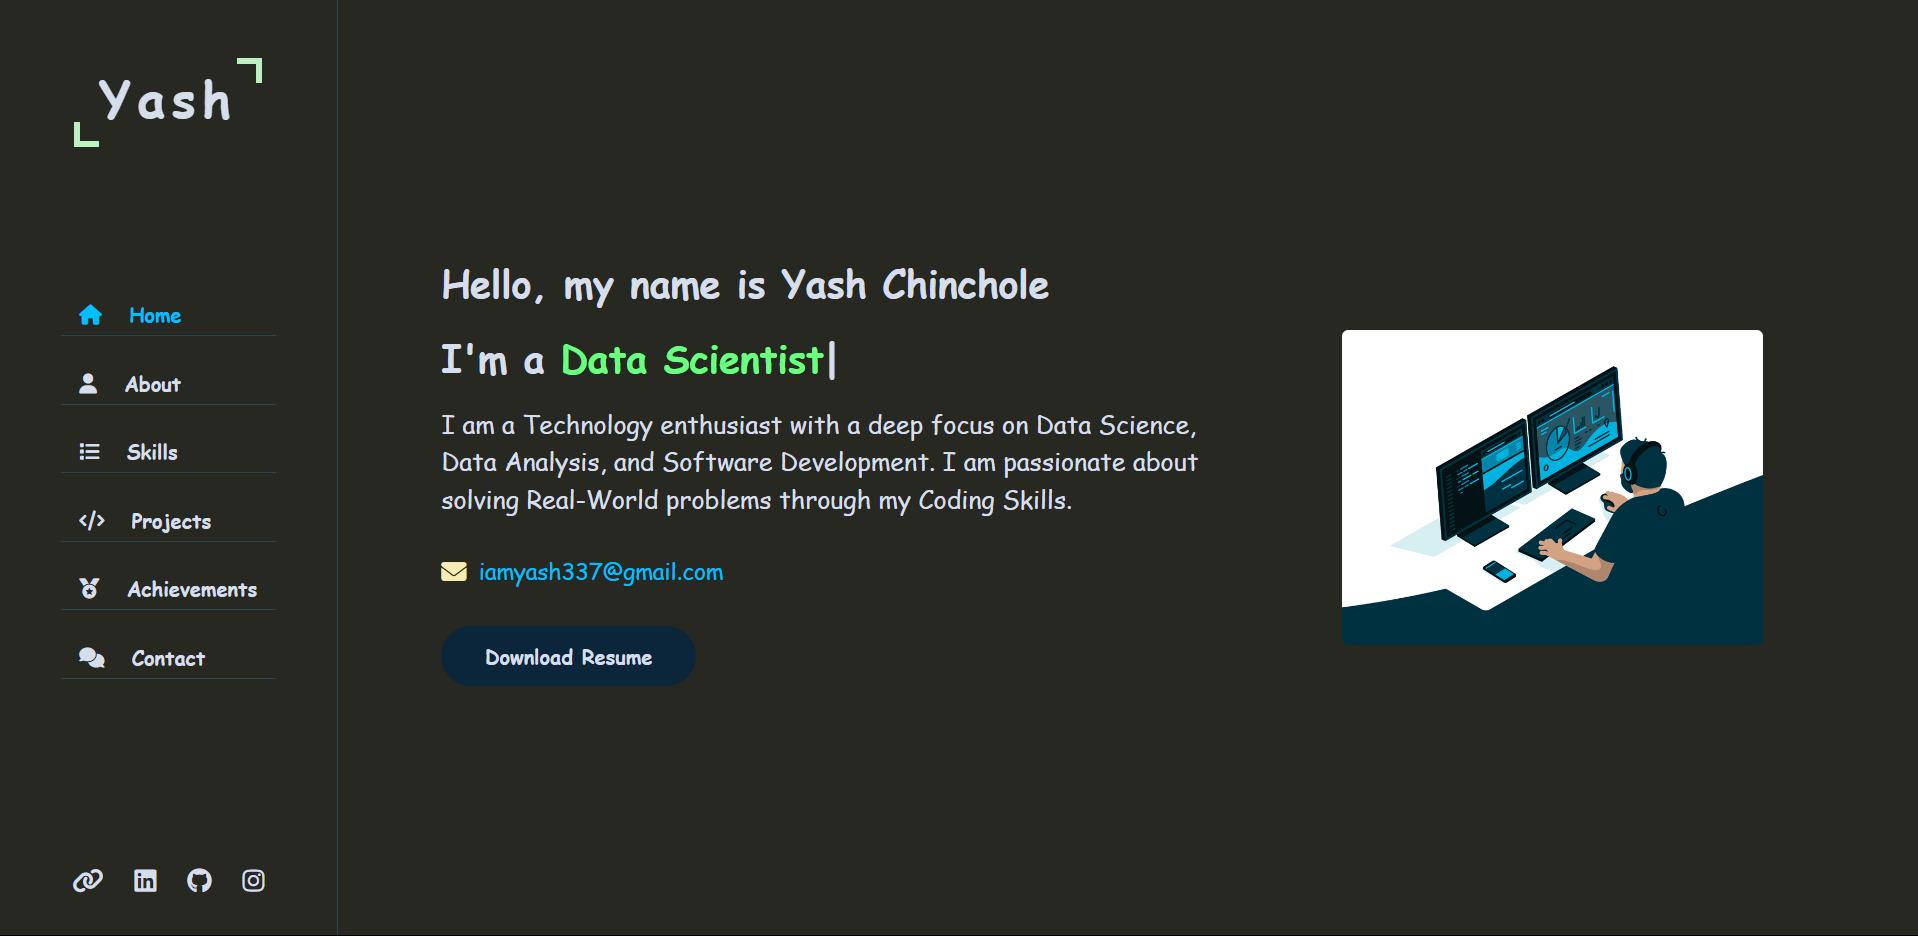 Yash
Home
About
Skills
Projects
Achievements
Contact
Hello, my name is Yash Chinchole
I'm a Data Scientist|
I am a Technology enthusiast with a deep focus on Data Science,
Data Analysis, and Software Development. I am passionate about
solving Real-World problems through my Coding Skills.
iamyash337@gmail.com
Download Resume